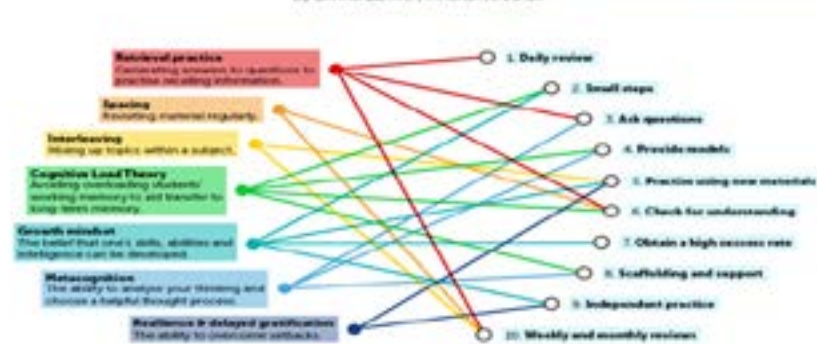 Retrieval practice
Generating answers to questions to
practise recalling information.
Spacing
Revisiting material regularly.
Interleaving
Mixing up topics within a subject.
Cognitive Load Theory
Avoiding overloading students'
working memory to aid transfer to
long-term memory.
Growth mindset
The belief that one's skills, abilities and
intelligence can be developed.
Metacognition
The ability to analyse your thinking and
choose a helpful thought process.
Resilience & delayed gratification
The ability to overcome setbacks.
1. Daily review
2. Small steps
3. Ask questions
4. Provide models
5. Practise using new materials
6. Check for understanding
7. Obtain a high success rate
8. Scaffolding and support
9. Independent practice
10. Weekly and monthly reviews